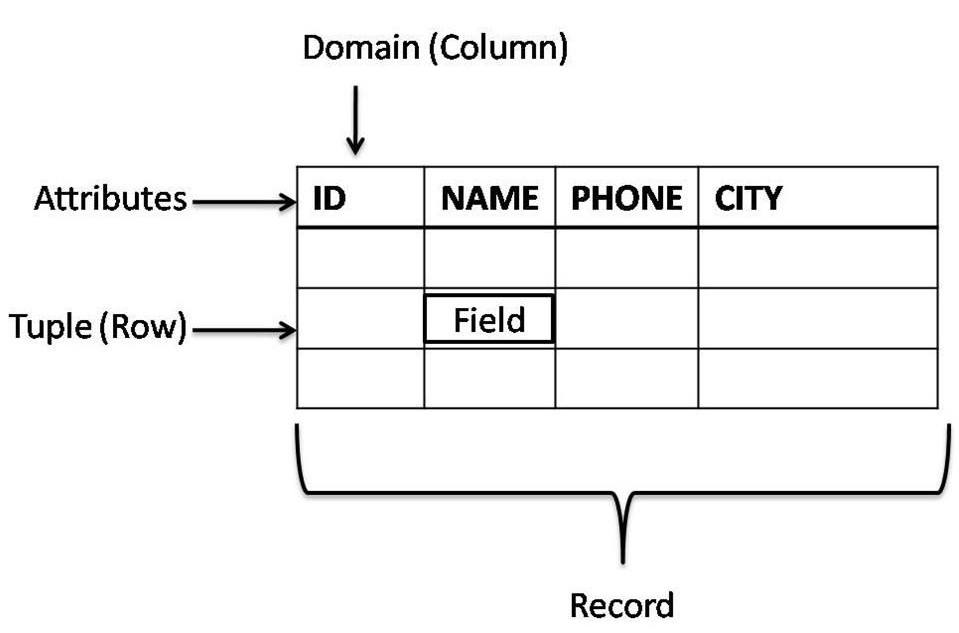 Domain (Column)
Attributes
ID NAME PHONE CITY
Tuple (Row)
Field
Record